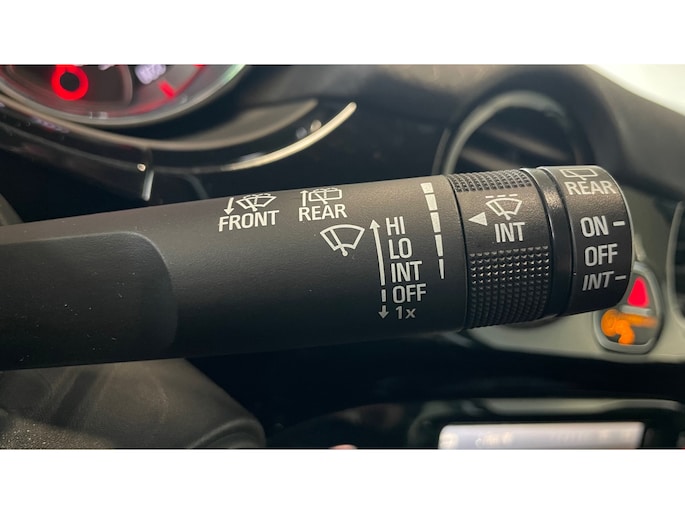 FRONT
REAR
HI
LO
INT
OFF
1x
INT
REAR
ON
OFF
INT